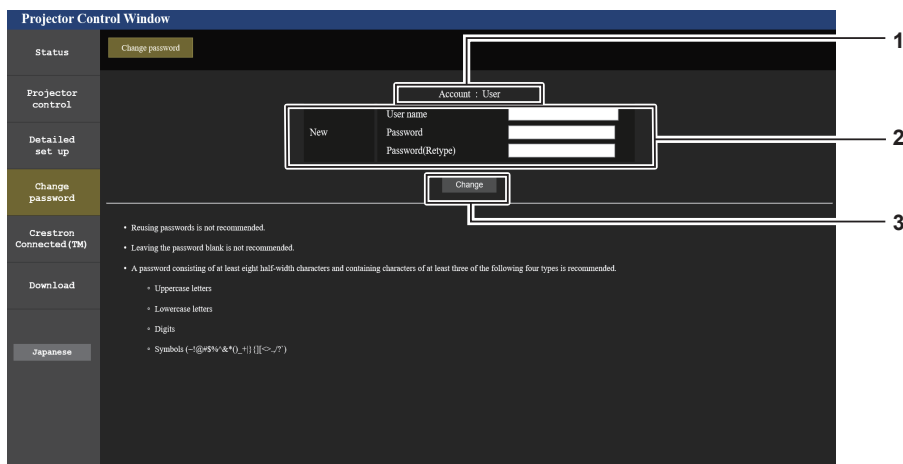 Projector Control Window
Status
Projector
control
Detailed
set up
Change
password
Crestron
Connected(TM)
Download
Japanese
Change password
Account : User
New
User name
Password
Password(Retype)
Change
• Reusing passwords is not recommended.
• Leaving the password blank is not recommended.
• A password consisting of at least eight half-width characters and containing characters of at least three of the following four types is recommended.
◦ Uppercase letters
◦ Lowercase letters
◦ Digits
◦ Symbols (~!@#$%^&*()_+|}{][<>.,/?`)
1
2
3